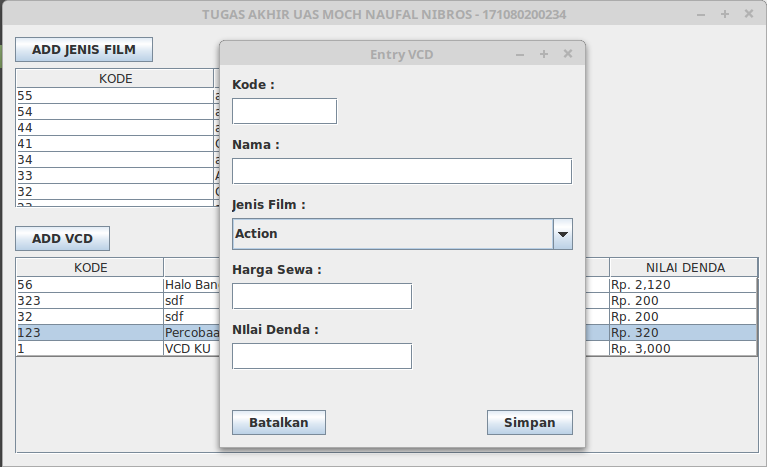 TUGAS AKHIR UAS MOCH NAUFAL NIBROS - 171080200234
ADD JENIS FILM
KODE
55
54
44
41
34
33
32
ADD VCD
KODE NILAI DENDA
56 Halo Ban Rp. 2,120
323 sdf Rp. 200
32 sdf Rp. 200
123 Percobaa Rp. 320
1 VCD KU Rp. 3,000
Entry VCD
Kode :
Nama :
Jenis Film :
Action
Harga Sewa :
NIlai Denda :
Batalkan Simpan